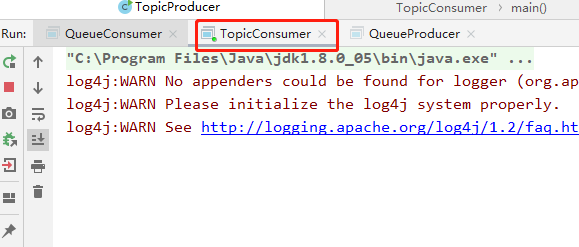 TopicProducer
TopicConsumer main()
Run: QueueConsumer TopicConsumer QueueProducer
"C:\Program Files\Java\jdk1.8.0_05\bin\java.exe" ...
log4j:WARN No appenders could be found for logger (org.ap
log4j:WARN Please initialize the log4j system properly.
log4j:WARN See http://logging.apache.org/log4j/1.2/faq.ht